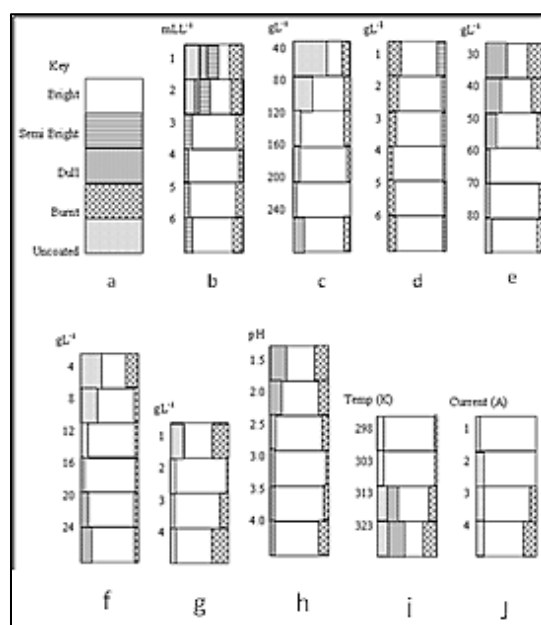 Key
Bright
Semi Bright
Dull
Burnt
Uncoated
a
mLL⁻¹
1
2
3
4
5
6
b
gL⁻¹
40
80
120
160
200
240
c
gL⁻¹
1
2
3
4
5
6
d
gL⁻¹
30
40
50
60
70
80
e
gL⁻¹
4
8
12
16
20
24
f
gL⁻¹
1
2
3
4
g
pH
1.5
2.0
2.5
3.0
3.5
4.0
h
Temp (K)
298
303
313
323
i
Current (A)
1
2
3
4
J